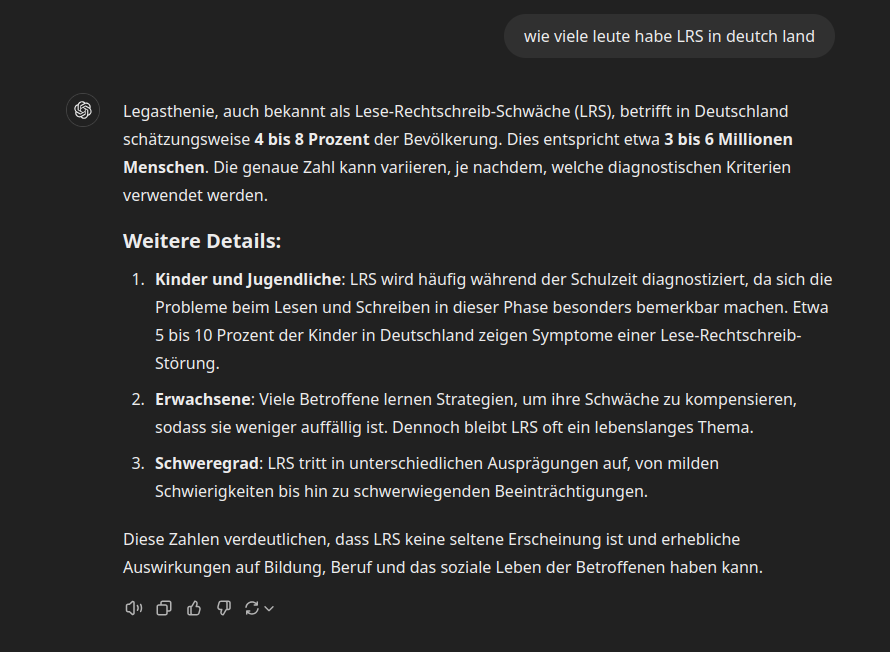 wie viele leute habe LRS in deutch land
Legasthenie, auch bekannt als Lese-Rechtschreib-Schwäche (LRS), betrifft in Deutschland
schätzungsweise 4 bis 8 Prozent der Bevölkerung. Dies entspricht etwa 3 bis 6 Millionen
Menschen. Die genaue Zahl kann variieren, je nachdem, welche diagnostischen Kriterien
verwendet werden.
Weitere Details:
1. Kinder und Jugendliche: LRS wird häufig während der Schulzeit diagnostiziert, da sich die
Probleme beim Lesen und Schreiben in dieser Phase besonders bemerkbar machen. Etwa
5 bis 10 Prozent der Kinder in Deutschland zeigen Symptome einer Lese-Rechtschreib-
Störung.
2. Erwachsene: Viele Betroffene lernen Strategien, um ihre Schwäche zu kompensieren,
sodass sie weniger auffällig ist. Dennoch bleibt LRS oft ein lebenslanges Thema.
3. Schweregrad: LRS tritt in unterschiedlichen Ausprägungen auf, von milden
Schwierigkeiten bis hin zu schwerwiegenden Beeinträchtigungen.
Diese Zahlen verdeutlichen, dass LRS keine seltene Erscheinung ist und erhebliche
Auswirkungen auf Bildung, Beruf und das soziale Leben der Betroffenen haben kann.